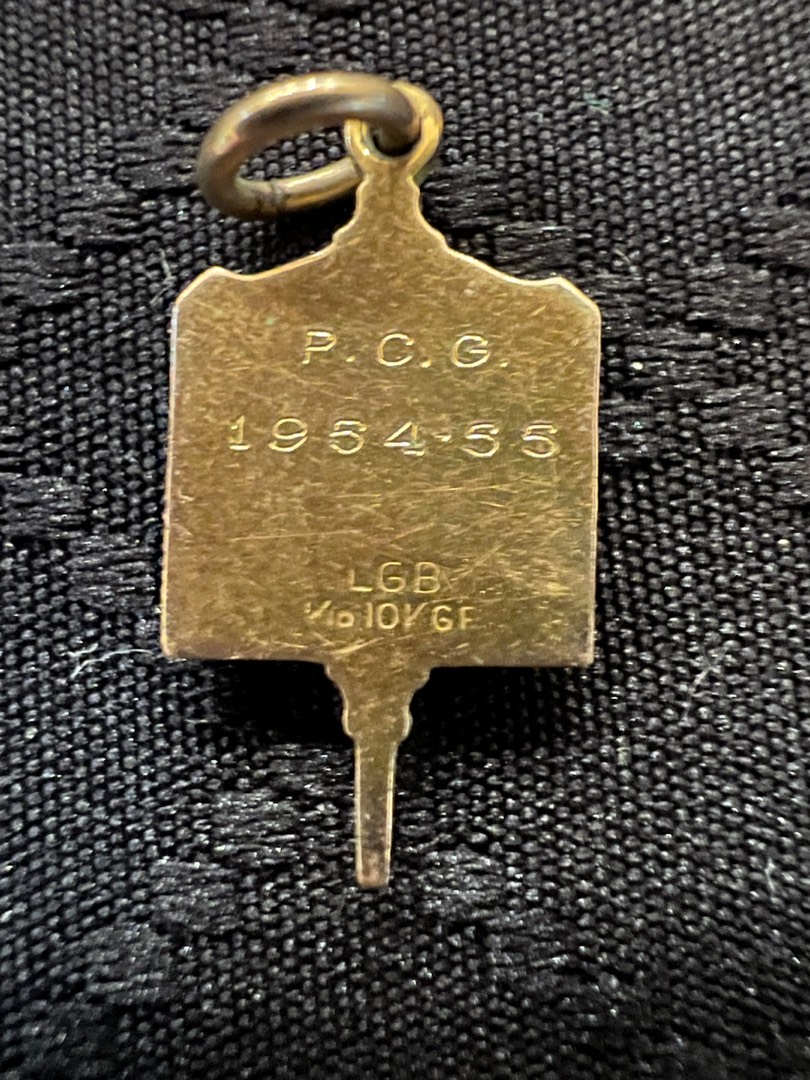 P. C. G.
1954-55
LGB
1/10 10K GF